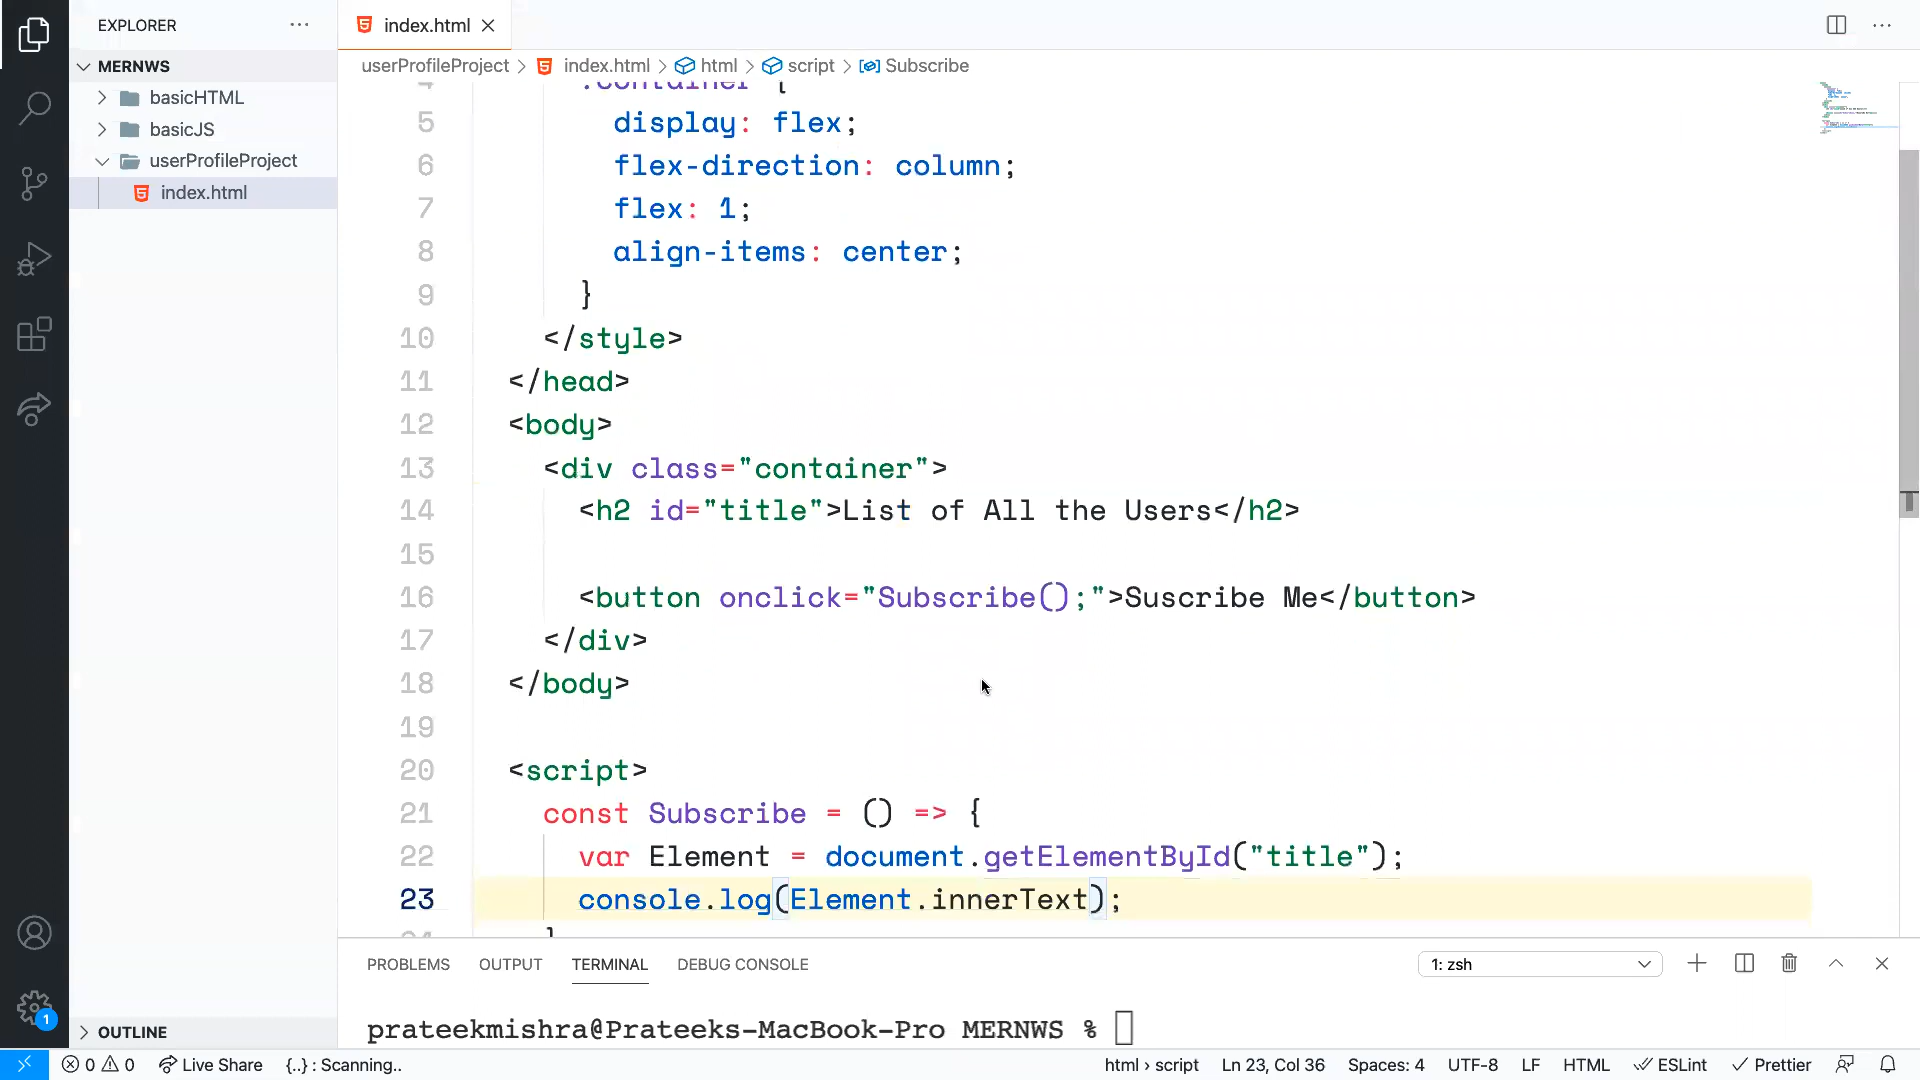 EXPLORER
index.html
MERNWS
userProfileProject > index.html > html > script > Subscribe
basicHTML
basicJS
userProfileProject
index.html
4 .container {
5 display: flex;
6 flex-direction: column;
7 flex: 1;
8 align-items: center;
9 }
10 </style>
11 </head>
12 <body>
13 <div class="container">
14 <h2 id="title">List of All the Users</h2>
15
16 <button onclick="Subscribe();">Suscribe Me</button>
17 </div>
18 </body>
19
20 <script>
21 const Subscribe = () => {
22 var Element = document.getElementById("title");
23 console.log(Element.innerText);
24 }
PROBLEMS OUTPUT TERMINAL DEBUG CONSOLE 1: zsh
prateekmishra@Prateeks-MacBook-Pro MERNWS %
1
OUTLINE
0 0 Live Share {..} : Scanning.. html > script Ln 23, Col 36 Spaces: 4 UTF-8 LF HTML ESLint Prettier